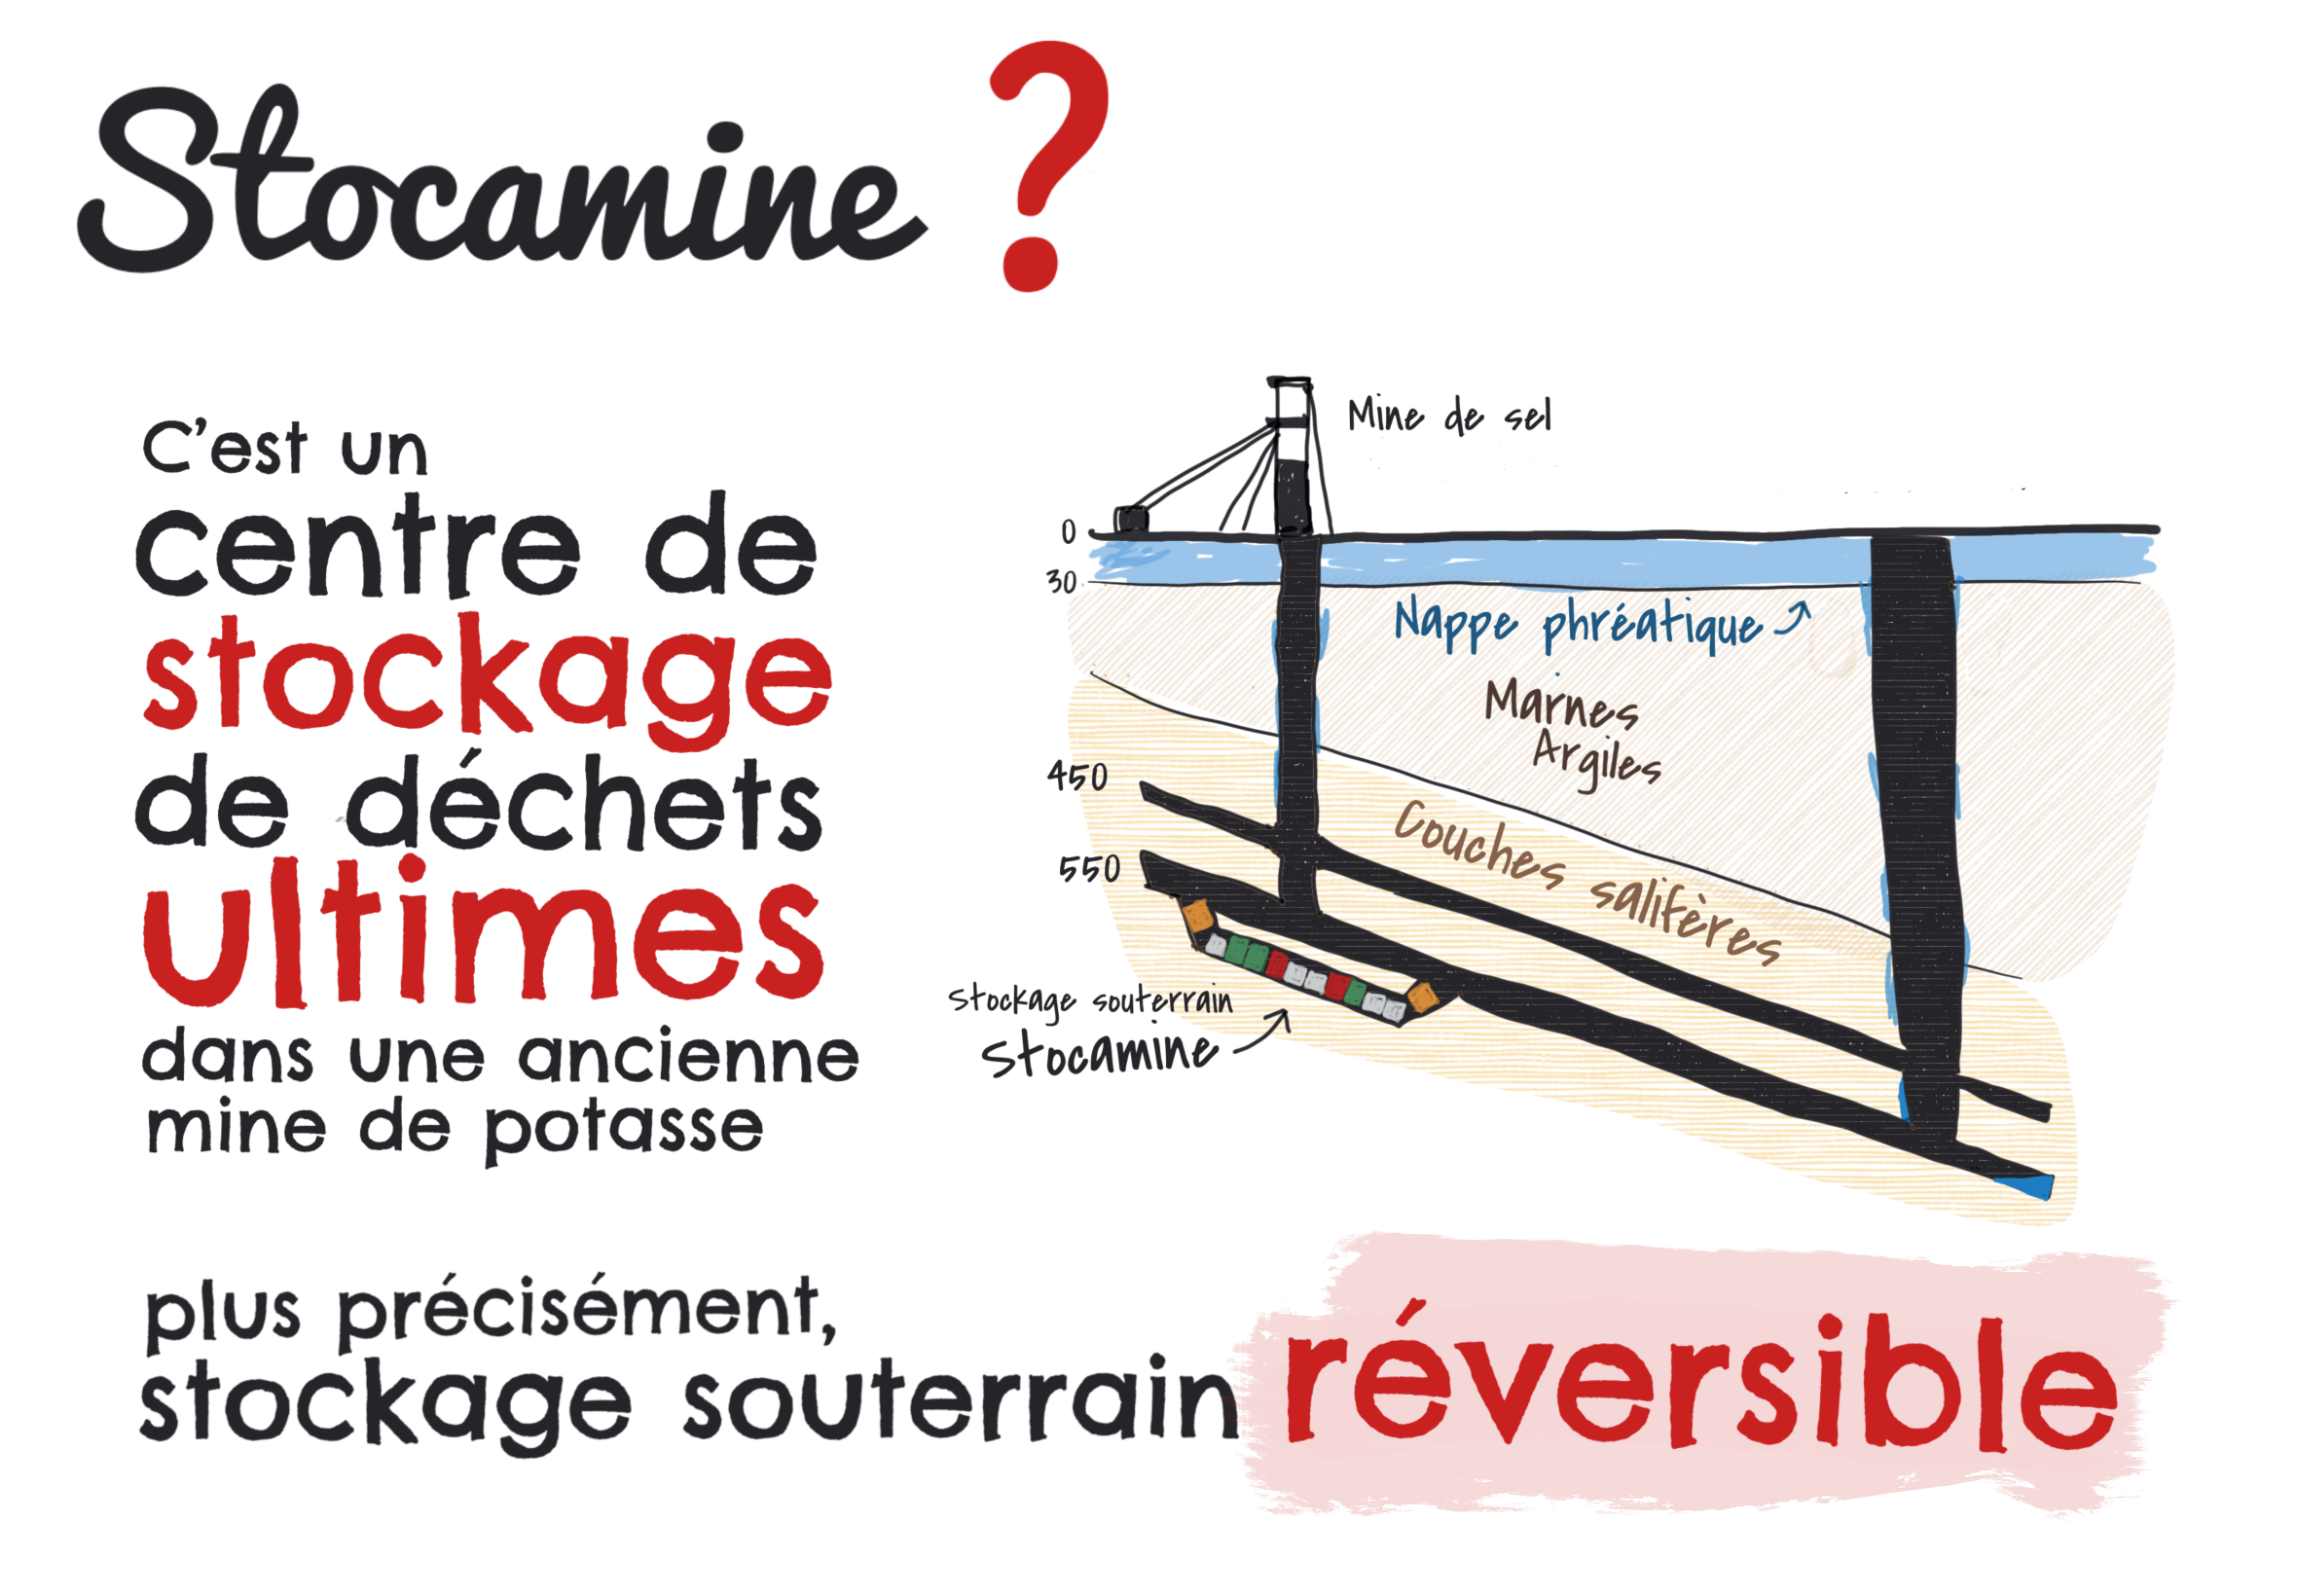 Stocamine ?
C'est un
centre de
stockage
de déchets
ultimes
dans une ancienne
mine de potasse
Mine de sel
0
30
Nappe phréatique
Marnes
Argiles
450
Couches salifères
550
Stockage souterrain
Stocamine
plus précisément,
stockage souterrain réversible